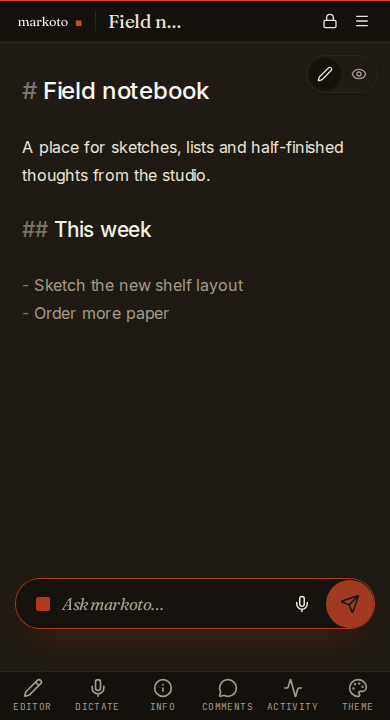 markoto
Field n...
# Field notebook
A place for sketches, lists and half-finished
thoughts from the studio.
## This week
- Sketch the new shelf layout
- Order more paper
Ask markoto...
EDITOR DICTATE INFO COMMENTS ACTIVITY THEME